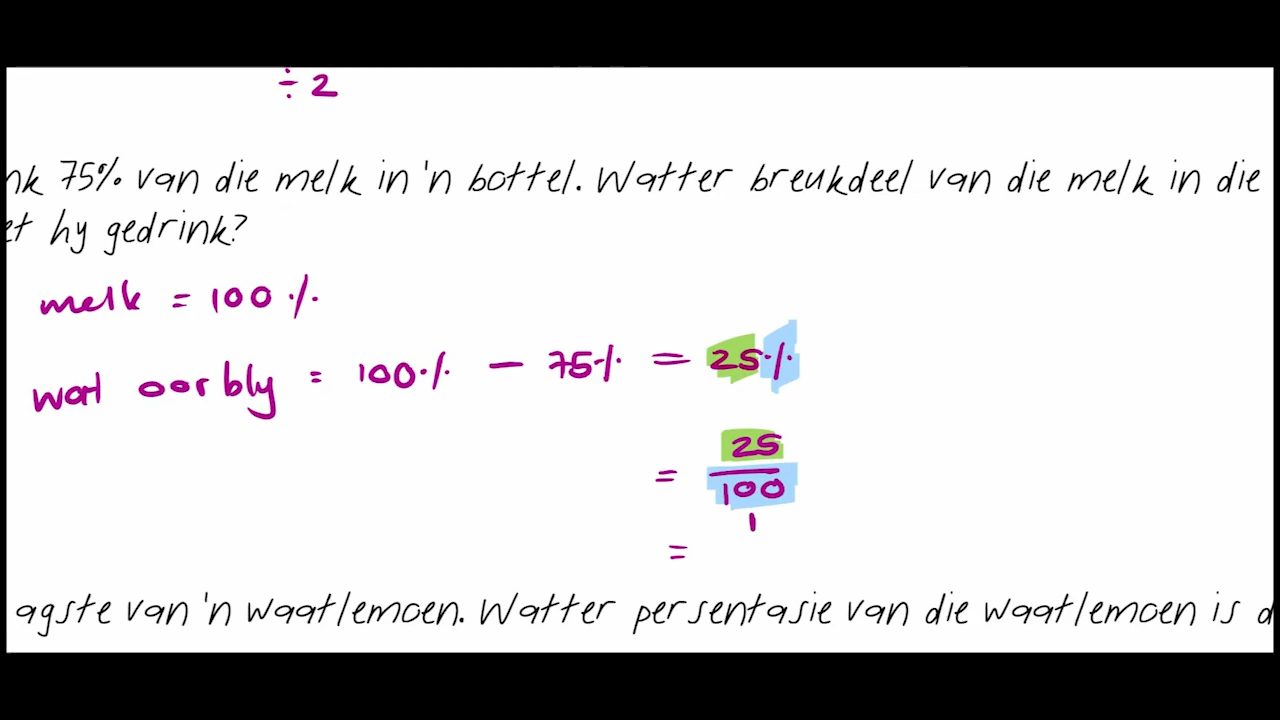 ÷ 2
nk 75% van die melk in 'n bottel. Watter breukdeel van die melk in die
et hy gedrink?
melk = 100%
wat oorbly = 100% - 75% = 25%
= 25/100
= 1
agste van 'n waatlemoen. Watter persentasie van die waatlemoen is d